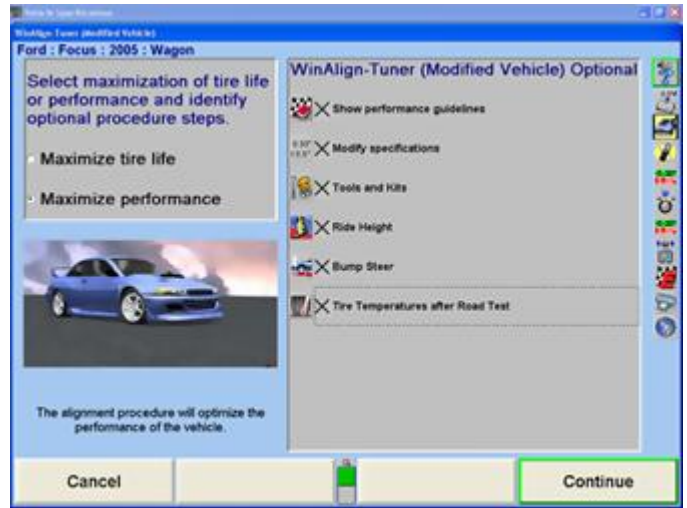 WinAlign-Tuner (Modified Vehicle)
Ford : Focus : 2005 : Wagon
Select maximization of tire life
or performance and identify
optional procedure steps.
Maximize tire life
Maximize performance
The alignment procedure will optimize the
performance of the vehicle.
WinAlign-Tuner (Modified Vehicle) Optional
Show performance guidelines
Modify specifications
Tools and Kits
Ride Height
Bump Steer
Tire Temperatures after Road Test
Cancel
Continue